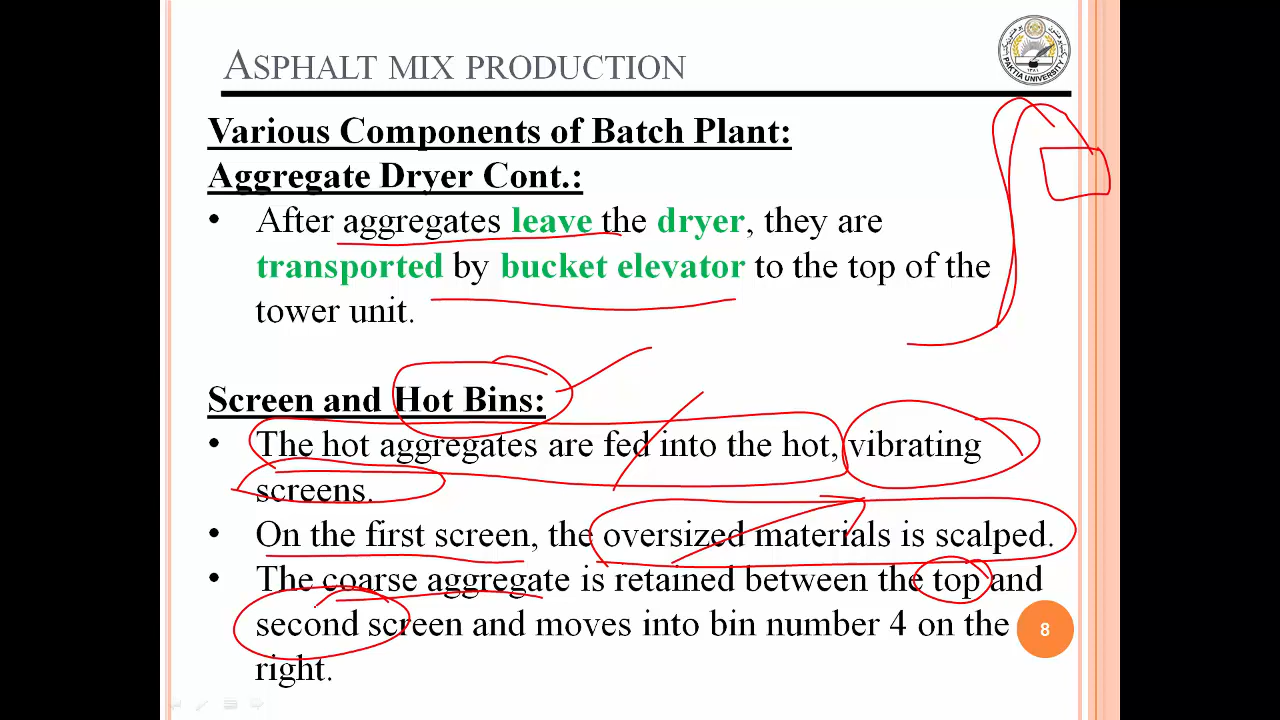 ASPHALT MIX PRODUCTION
PAKTIA UNIVERSITY
Various Components of Batch Plant:
Aggregate Dryer Cont.:
• After aggregates leave the dryer, they are
transported by bucket elevator to the top of the
tower unit.
Screen and Hot Bins:
• The hot aggregates are fed into the hot, vibrating
screens.
• On the first screen, the oversized materials is scalped.
• The coarse aggregate is retained between the top and
second screen and moves into bin number 4 on the
right.
8